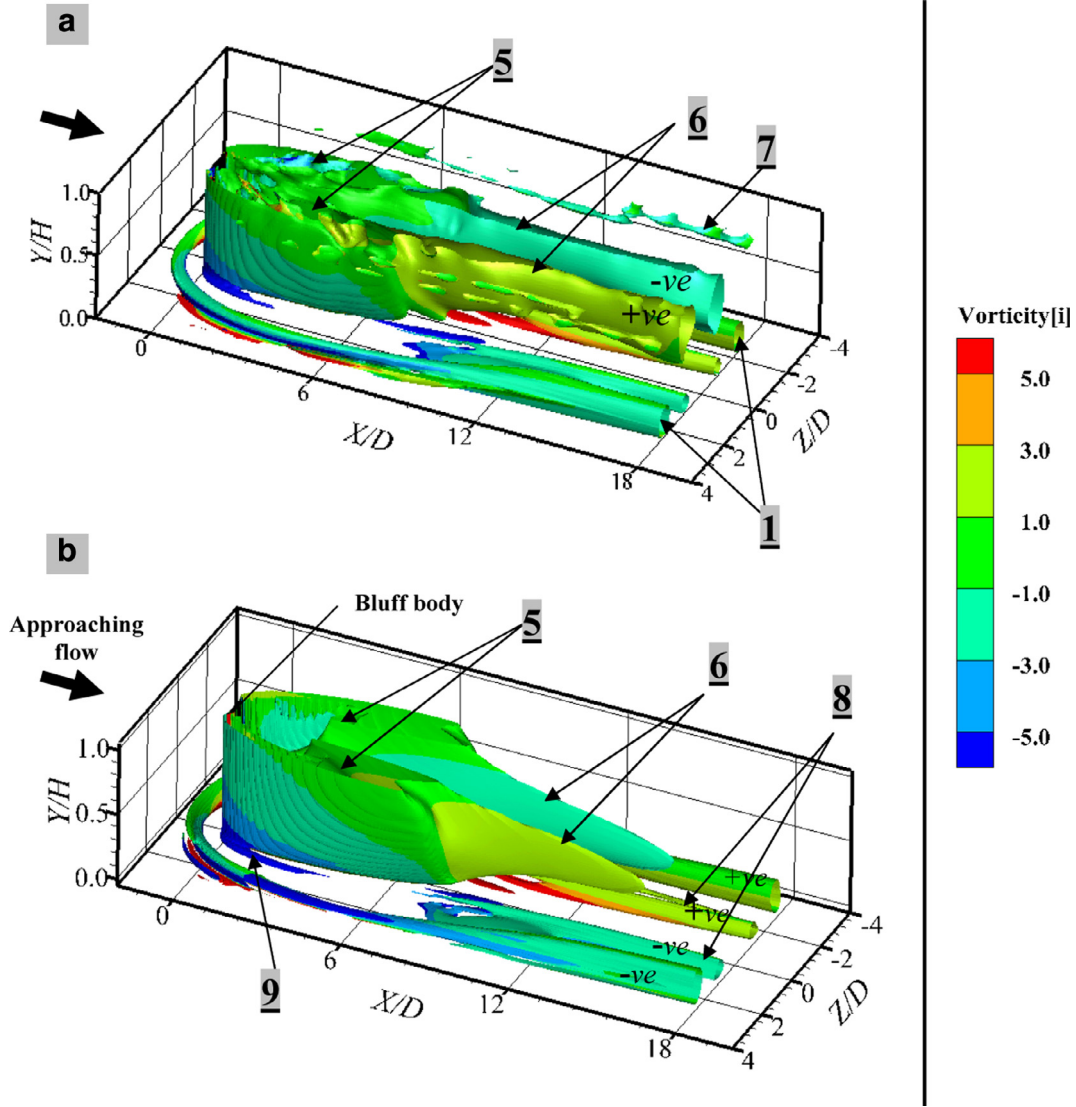 a
5
6
7
1.0
0.5
0.0
Y/H
-ve
+ve
0
6
12
18
X/D
-4
-2
0
2
4
Z/D
1
Vorticity[i]
5.0
3.0
1.0
-1.0
-3.0
-5.0
b
Approaching
flow
Bluff body
5
6
8
1.0
0.5
0.0
Y/H
+ve
+ve
-ve
-ve
9
0
6
12
18
X/D
-4
-2
0
2
4
Z/D